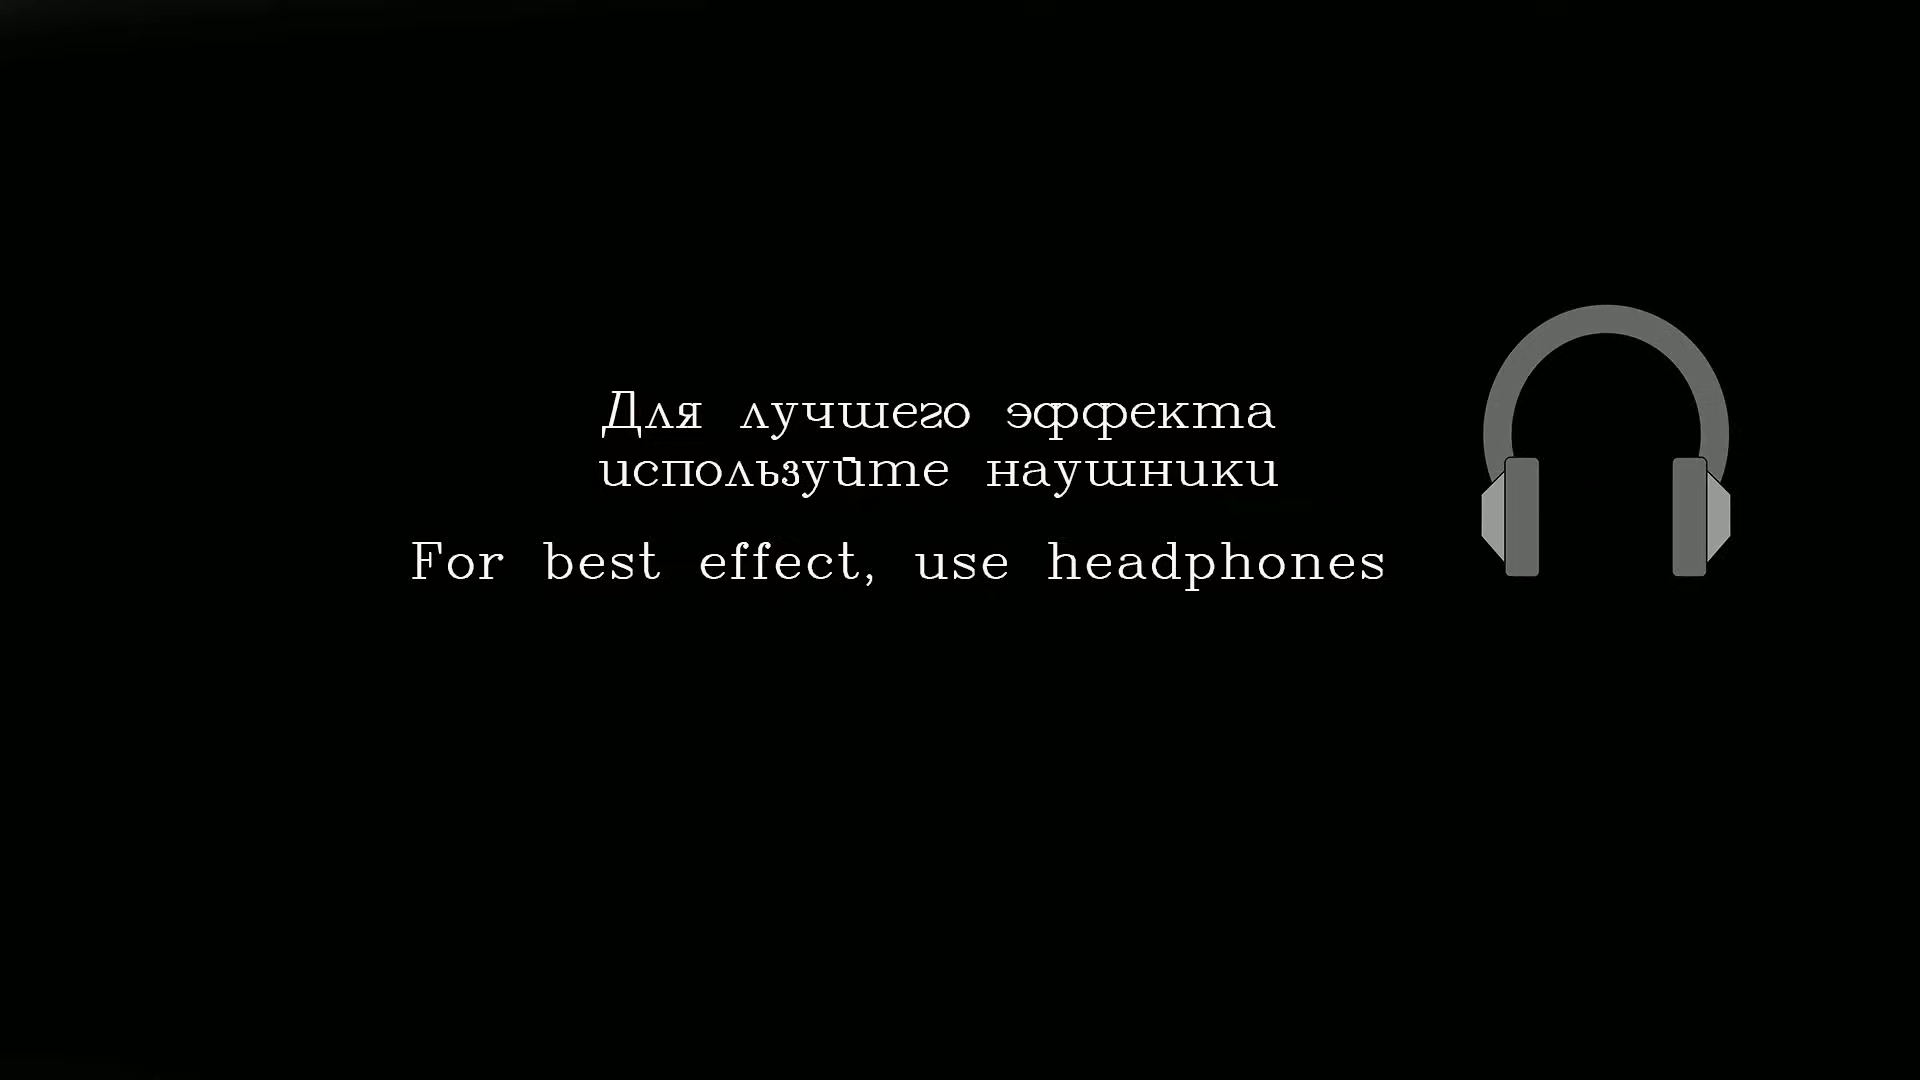 Для лучшего эффекта
используйте наушники
For best effect, use headphones